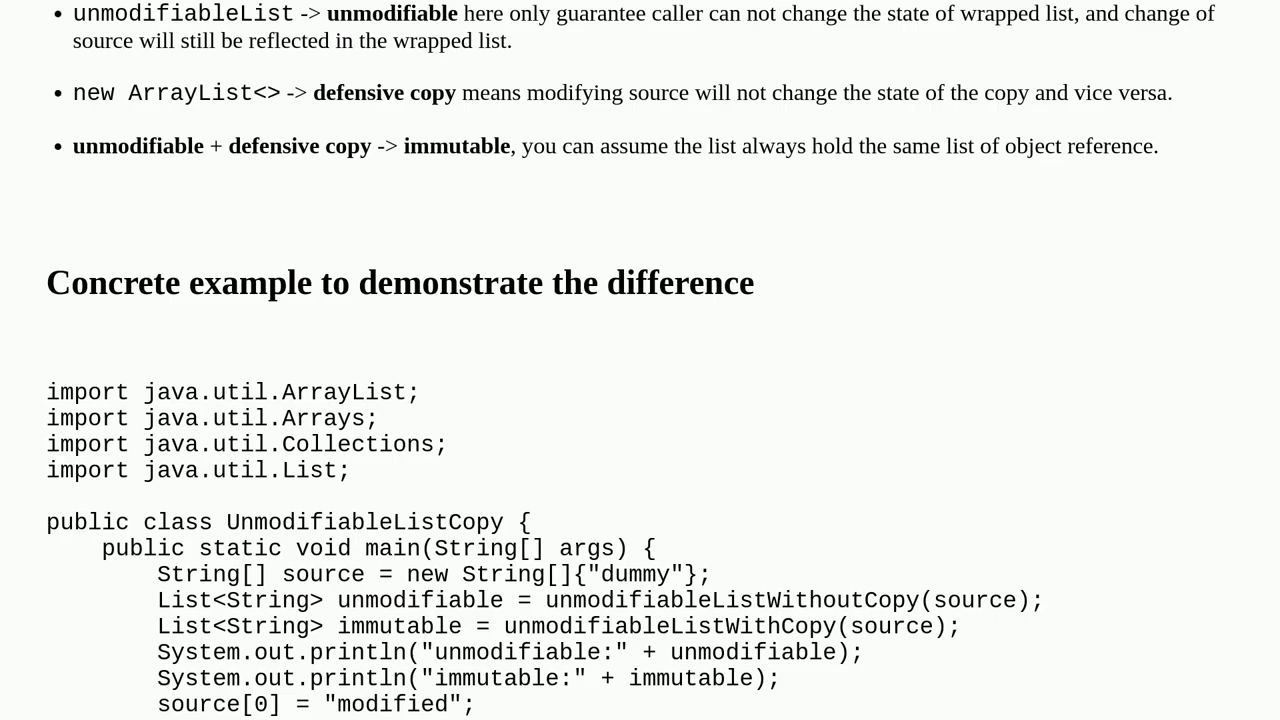 • unmodifiableList -> unmodifiable here only guarantee caller can not change the state of wrapped list, and change of
source will still be reflected in the wrapped list.
• new ArrayList<> -> defensive copy means modifying source will not change the state of the copy and vice versa.
• unmodifiable + defensive copy -> immutable, you can assume the list always hold the same list of object reference.
Concrete example to demonstrate the difference
import java.util.ArrayList;
import java.util.Arrays;
import java.util.Collections;
import java.util.List;
public class UnmodifiableListCopy {
    public static void main(String[] args) {
        String[] source = new String[]{"dummy"};
        List<String> unmodifiable = unmodifiableListWithoutCopy(source);
        List<String> immutable = unmodifiableListWithCopy(source);
        System.out.println("unmodifiable:" + unmodifiable);
        System.out.println("immutable:" + immutable);
        source[0] = "modified";